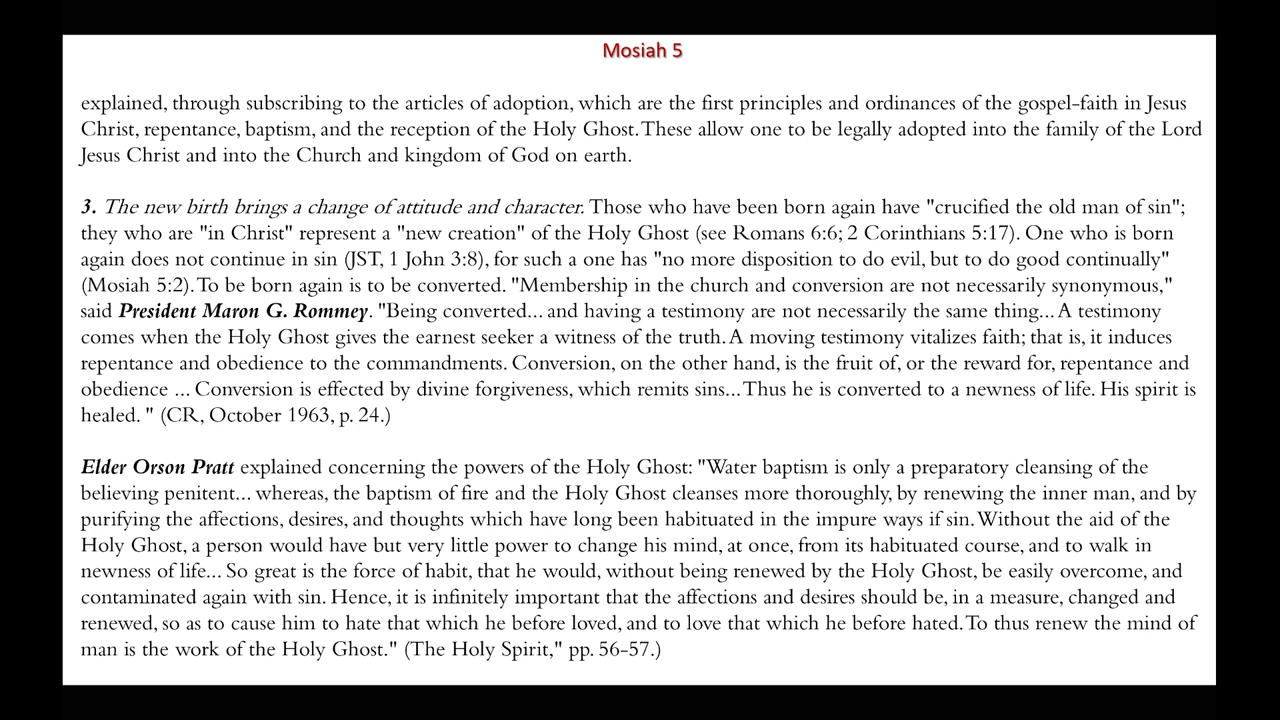 Mosiah 5
explained, through subscribing to the articles of adoption, which are the first principles and ordinances of the gospel-faith in Jesus
Christ, repentance, baptism, and the reception of the Holy Ghost. These allow one to be legally adopted into the family of the Lord
Jesus Christ and into the Church and kingdom of God on earth.
3. The new birth brings a change of attitude and character. Those who have been born again have "crucified the old man of sin";
they who are "in Christ" represent a "new creation" of the Holy Ghost (see Romans 6:6; 2 Corinthians 5:17). One who is born
again does not continue in sin (JST, 1 John 3:8), for such a one has "no more disposition to do evil, but to do good continually"
(Mosiah 5:2). To be born again is to be converted. "Membership in the church and conversion are not necessarily synonymous,"
said President Maron G. Rommey. "Being converted... and having a testimony are not necessarily the same thing... A testimony
comes when the Holy Ghost gives the earnest seeker a witness of the truth. A moving testimony vitalizes faith; that is, it induces
repentance and obedience to the commandments. Conversion, on the other hand, is the fruit of, or the reward for, repentance and
obedience ... Conversion is effected by divine forgiveness, which remits sins... Thus he is converted to a newness of life. His spirit is
healed. " (CR, October 1963, p. 24.)
Elder Orson Pratt explained concerning the powers of the Holy Ghost: "Water baptism is only a preparatory cleansing of the
believing penitent... whereas, the baptism of fire and the Holy Ghost cleanses more thoroughly, by renewing the inner man, and by
purifying the affections, desires, and thoughts which have long been habituated in the impure ways if sin. Without the aid of the
Holy Ghost, a person would have but very little power to change his mind, at once, from its habituated course, and to walk in
newness of life... So great is the force of habit, that he would, without being renewed by the Holy Ghost, be easily overcome, and
contaminated again with sin. Hence, it is infinitely important that the affections and desires should be, in a measure, changed and
renewed, so as to cause him to hate that which he before loved, and to love that which he before hated. To thus renew the mind of
man is the work of the Holy Ghost." (The Holy Spirit," pp. 56-57.)